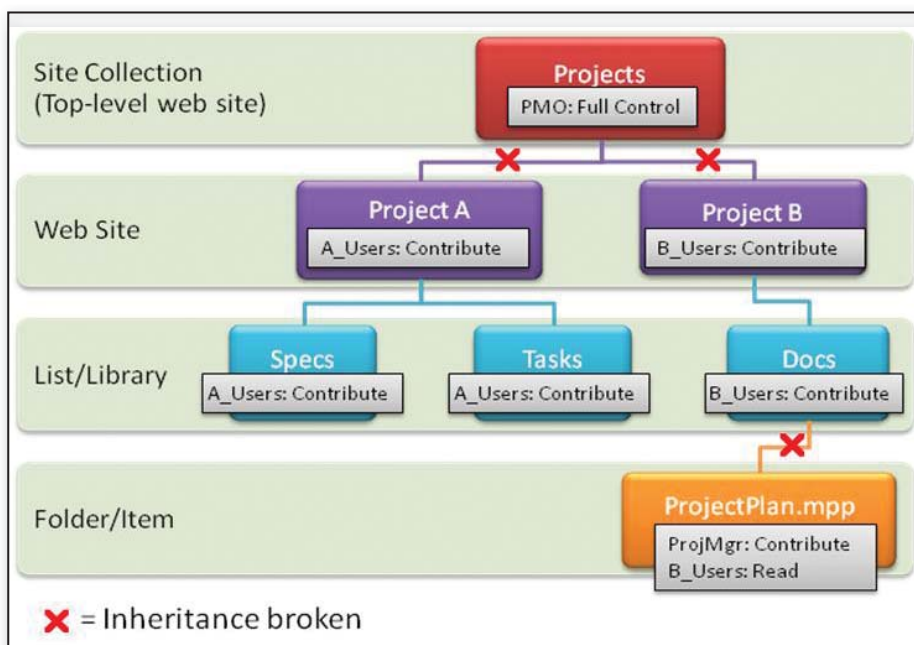 Site Collection
(Top-level web site)
Projects
PMO: Full Control
Web Site
Project A
A_Users: Contribute
Project B
B_Users: Contribute
List/Library
Specs
A_Users: Contribute
Tasks
A_Users: Contribute
Docs
B_Users: Contribute
Folder/Item
ProjectPlan.mpp
ProjMgr: Contribute
B_Users: Read
= Inheritance broken